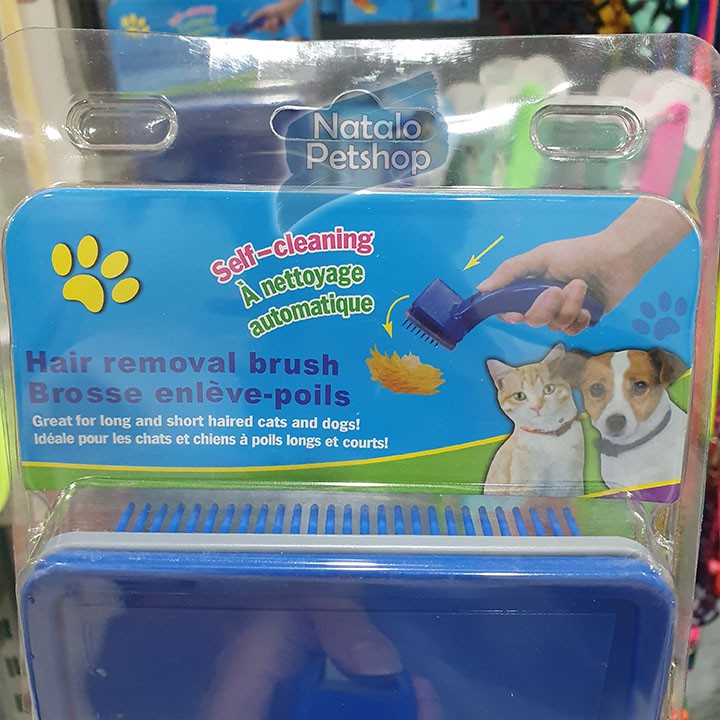 Natalo
Petshop
Self-cleaning
À nettoyage
automatique
Hair removal brush
Brosse enlève-poils
Great for long and short haired cats and dogs!
Idéale pour les chats et chiens à poils longs et courts!